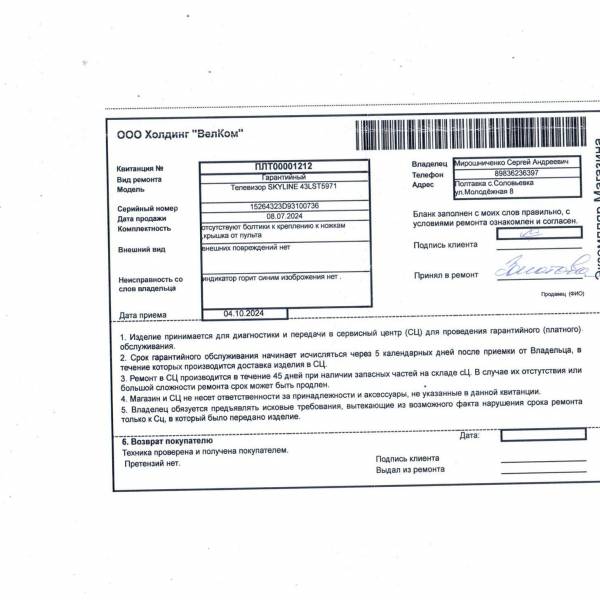 ООО Холдинг "ВелКом"
Квитанция № ПЛТ00001212
Вид ремонта Гарантийный
Модель Телевизор SKYLINE 43LST5971
Серийный номер 15264323D93100736
Дата продажи 08.07.2024
Комплектность отсутствуют болтики к креплению к ножкам
,крышка от пульта
Внешний вид внешних повреждений нет
Неисправность со
слов владельца
индикатор горит синим изоброжения нет .
Дата приема 04.10.2024
Владелец Мирошниченко Сергей Андреевич
Телефон 89836236397
Адрес Полтавка с.Соловьевка
ул.Молодёжная 8
Бланк заполнен с моих слов правильно, с
условиями ремонта ознакомлен и согласен.
Подпись клиента
Принял в ремонт
Продавец (ФИО)
Экземпляр Магазина
1. Изделие принимается для диагностики и передачи в сервисный центр (СЦ) для проведения гарантийного (платного)
обслуживания.
2. Срок гарантийного обслуживания начинает исчисляться через 5 календарных дней после приемки от Владельца, в
течение которых производится доставка изделия в СЦ.
3. Ремонт в СЦ производится в течение 45 дней при наличии запасных частей на складе сЦ. В случае их отсутствия или
большой сложности ремонта срок может быть продлен.
4. Магазин и СЦ не несет ответственности за принадлежности и аксессуары, не указанные в данной квитанции.
5. Владелец обязуется предъявлять исковые требования, вытекающие из возможного факта нарушения срока ремонта
только к Сц, в который было передано изделие.
6. Возврат покупателю
Дата:
Техника проверена и получена покупателем.
Претензий нет.
Подпись клиента
Выдал из ремонта